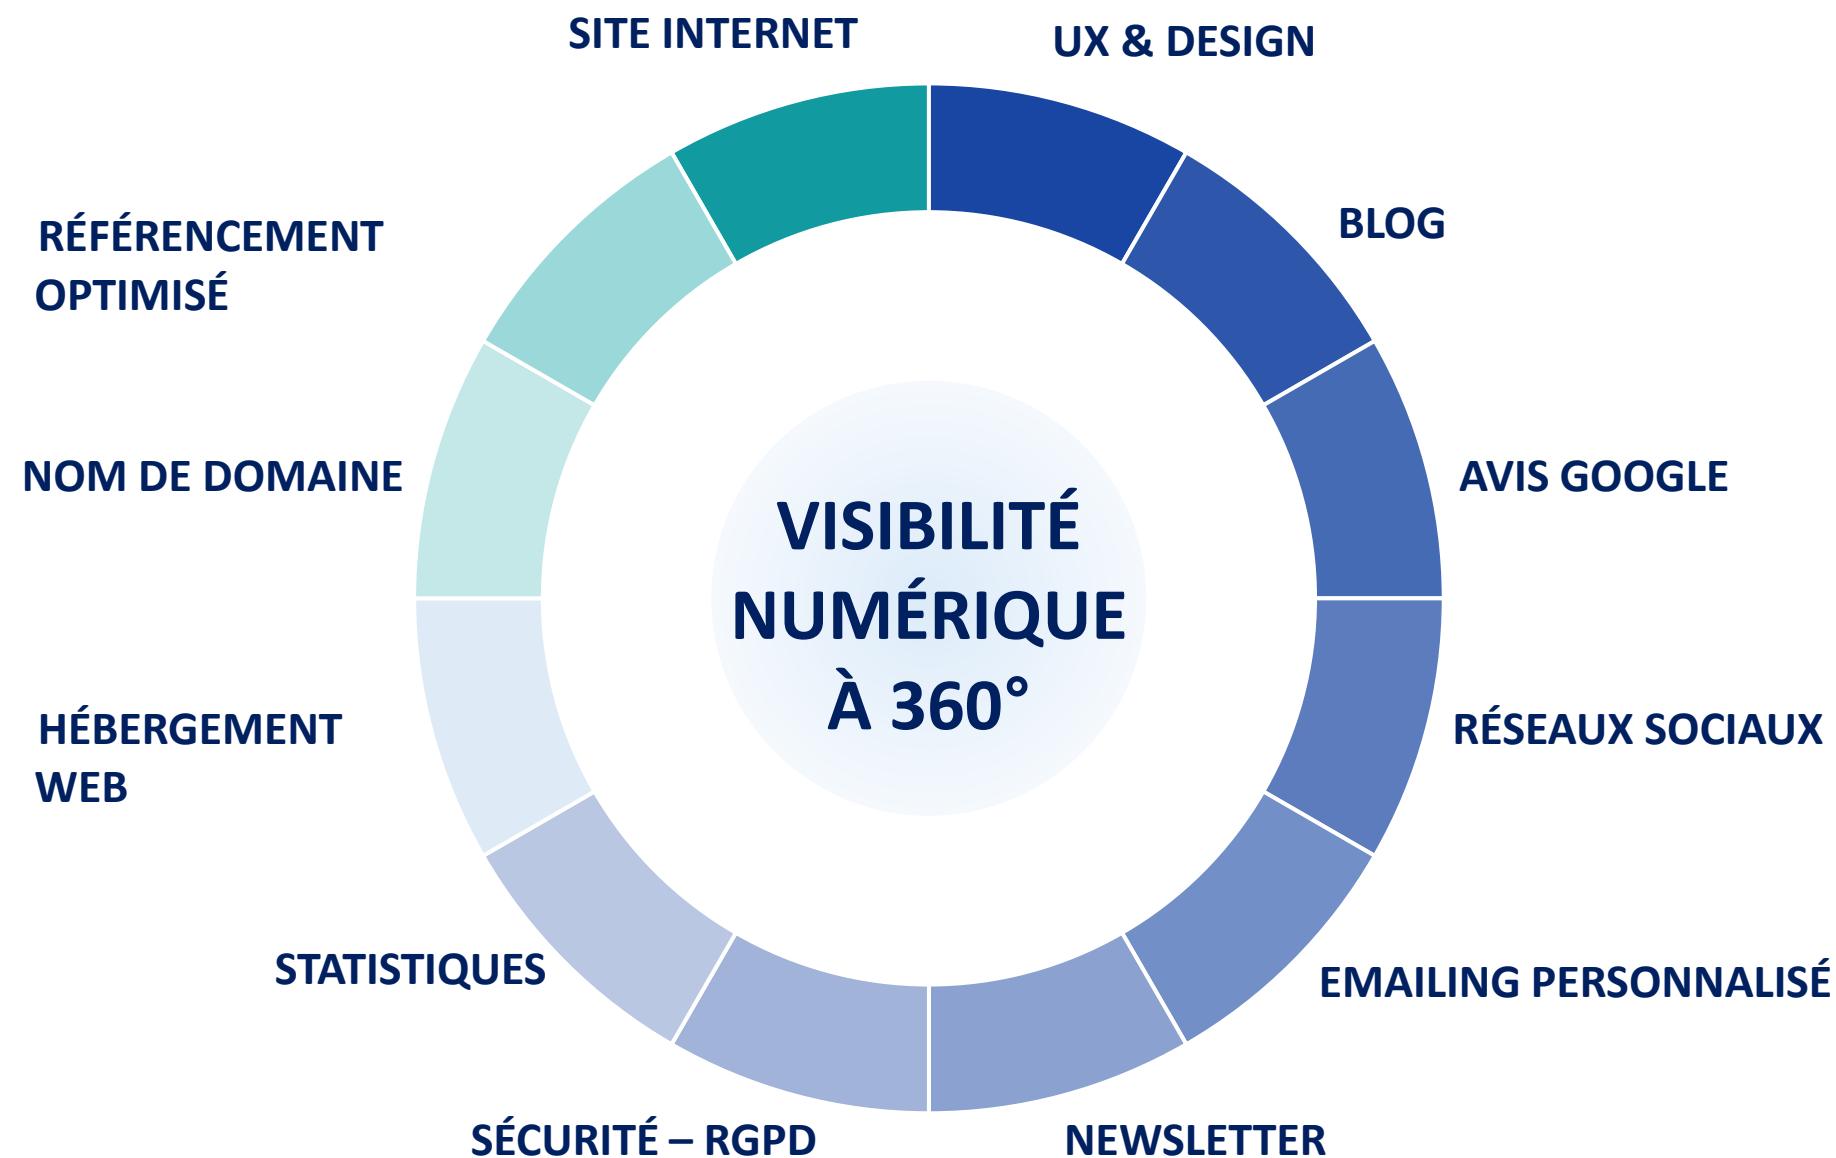 SITE INTERNET
UX & DESIGN
BLOG
RÉFÉRENCEMENT
OPTIMISÉ
NOM DE DOMAINE
AVIS GOOGLE
VISIBILITÉ
NUMÉRIQUE
À 360°
HÉBERGEMENT
WEB
RÉSEAUX SOCIAUX
STATISTIQUES
EMAILING PERSONNALISÉ
SÉCURITÉ – RGPD
NEWSLETTER